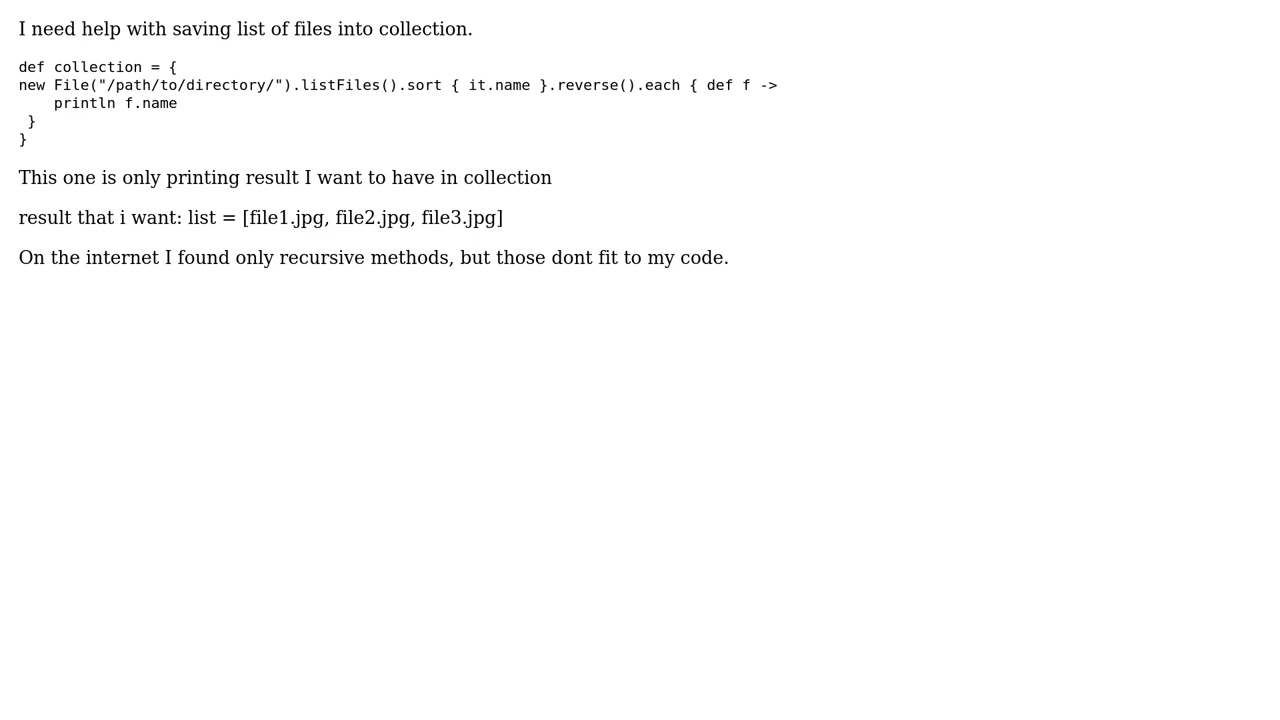 I need help with saving list of files into collection.
def collection = {
new File("/path/to/directory/").listFiles().sort { it.name }.reverse().each { def f ->
    println f.name
 }
}
This one is only printing result I want to have in collection
result that i want: list = [file1.jpg, file2.jpg, file3.jpg]
On the internet I found only recursive methods, but those dont fit to my code.